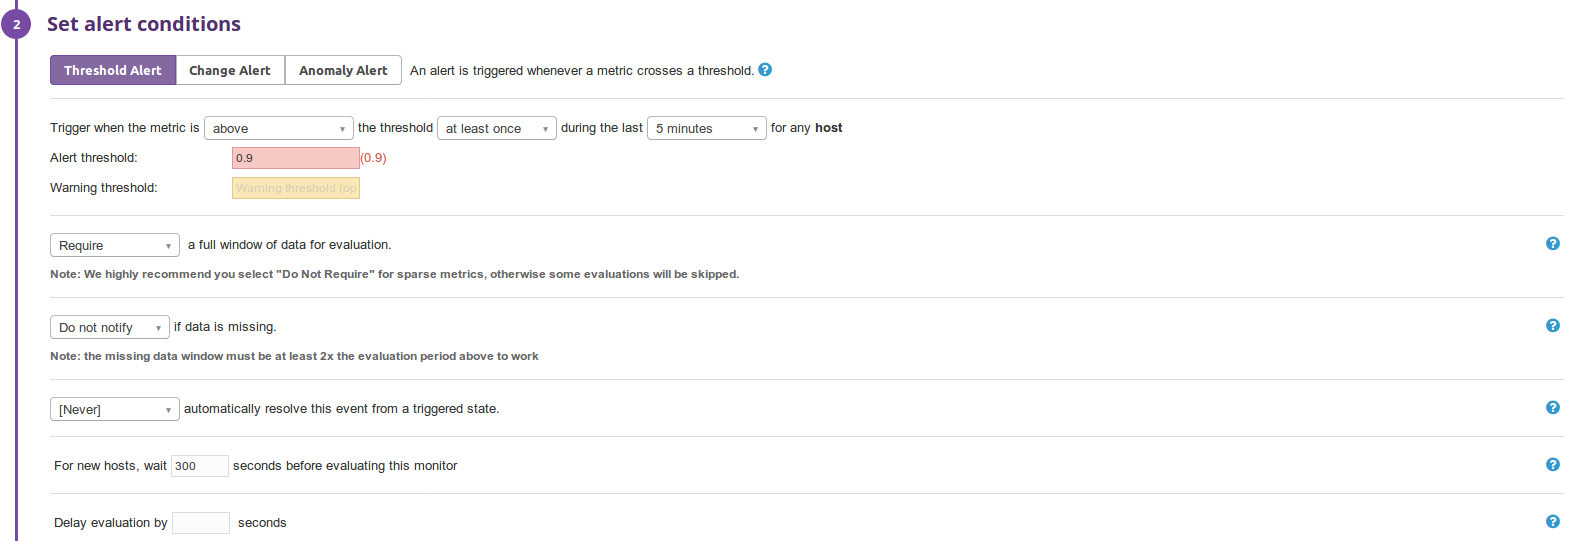 2 Set alert conditions
Threshold Alert Change Alert Anomaly Alert An alert is triggered whenever a metric crosses a threshold. ?
Trigger when the metric is above the threshold at least once during the last 5 minutes for any host
Alert threshold: 0.9 (0.9)
Warning threshold: Warning threshold (op
Require a full window of data for evaluation. ?
Note: We highly recommend you select "Do Not Require" for sparse metrics, otherwise some evaluations will be skipped.
Do not notify if data is missing. ?
Note: the missing data window must be at least 2x the evaluation period above to work
[Never] automatically resolve this event from a triggered state. ?
For new hosts, wait 300 seconds before evaluating this monitor ?
Delay evaluation by seconds ?